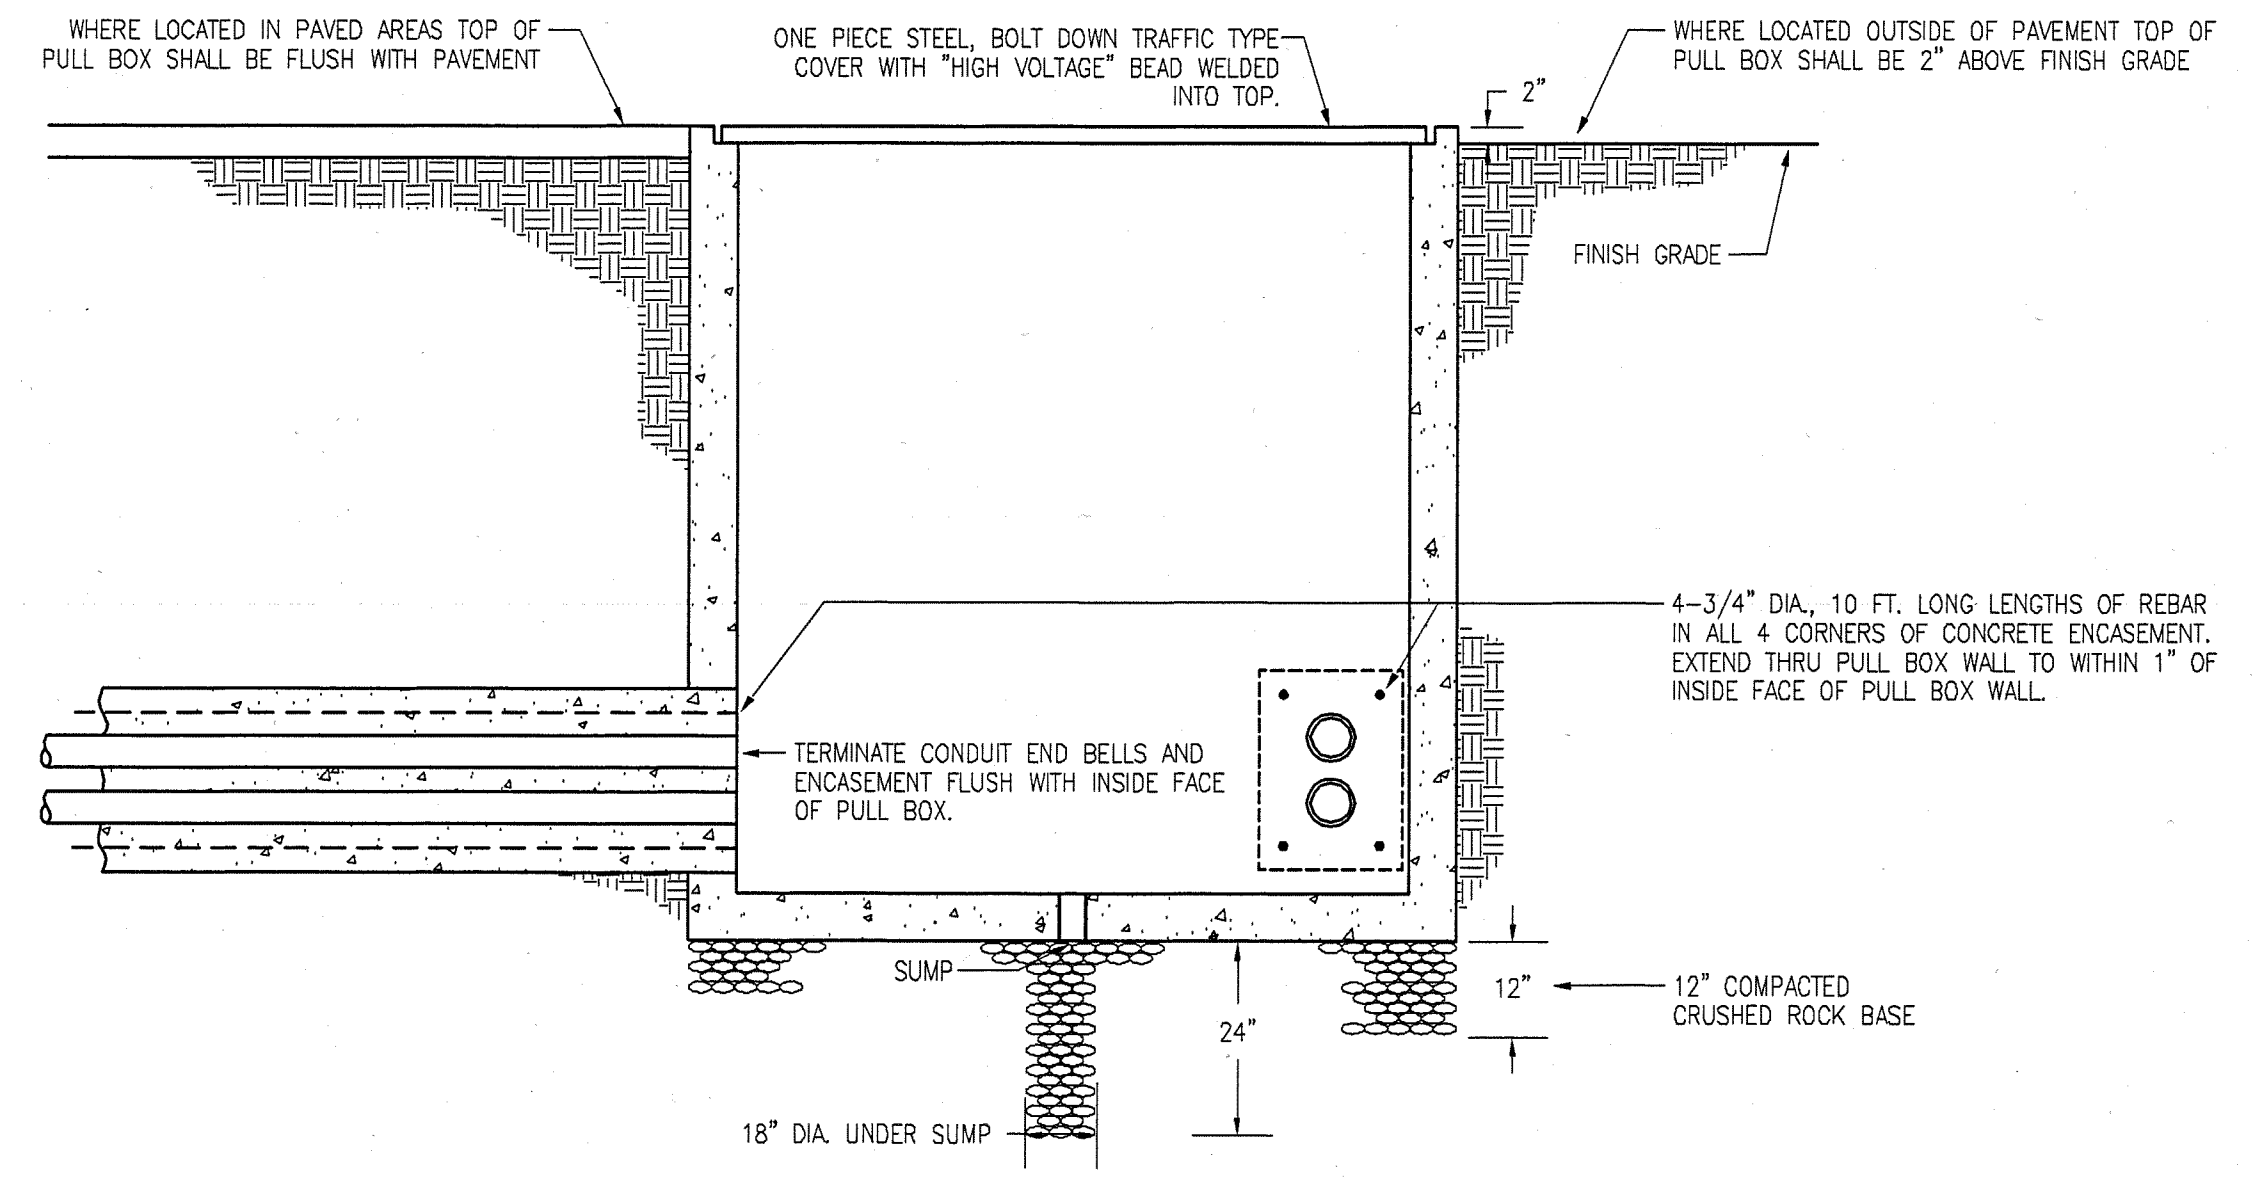 WHERE LOCATED IN PAVED AREAS TOP OF
PULL BOX SHALL BE FLUSH WITH PAVEMENT
ONE PIECE STEEL, BOLT DOWN TRAFFIC TYPE
COVER WITH "HIGH VOLTAGE" BEAD WELDED
INTO TOP.
WHERE LOCATED OUTSIDE OF PAVEMENT TOP OF
PULL BOX SHALL BE 2" ABOVE FINISH GRADE
2"
FINISH GRADE
4-3/4" DIA., 10 FT. LONG LENGTHS OF REBAR
IN ALL 4 CORNERS OF CONCRETE ENCASEMENT.
EXTEND THRU PULL BOX WALL TO WITHIN 1" OF
INSIDE FACE OF PULL BOX WALL.
TERMINATE CONDUIT END BELLS AND
ENCASEMENT FLUSH WITH INSIDE FACE
OF PULL BOX.
SUMP
24"
12"
12" COMPACTED
CRUSHED ROCK BASE
18" DIA. UNDER SUMP